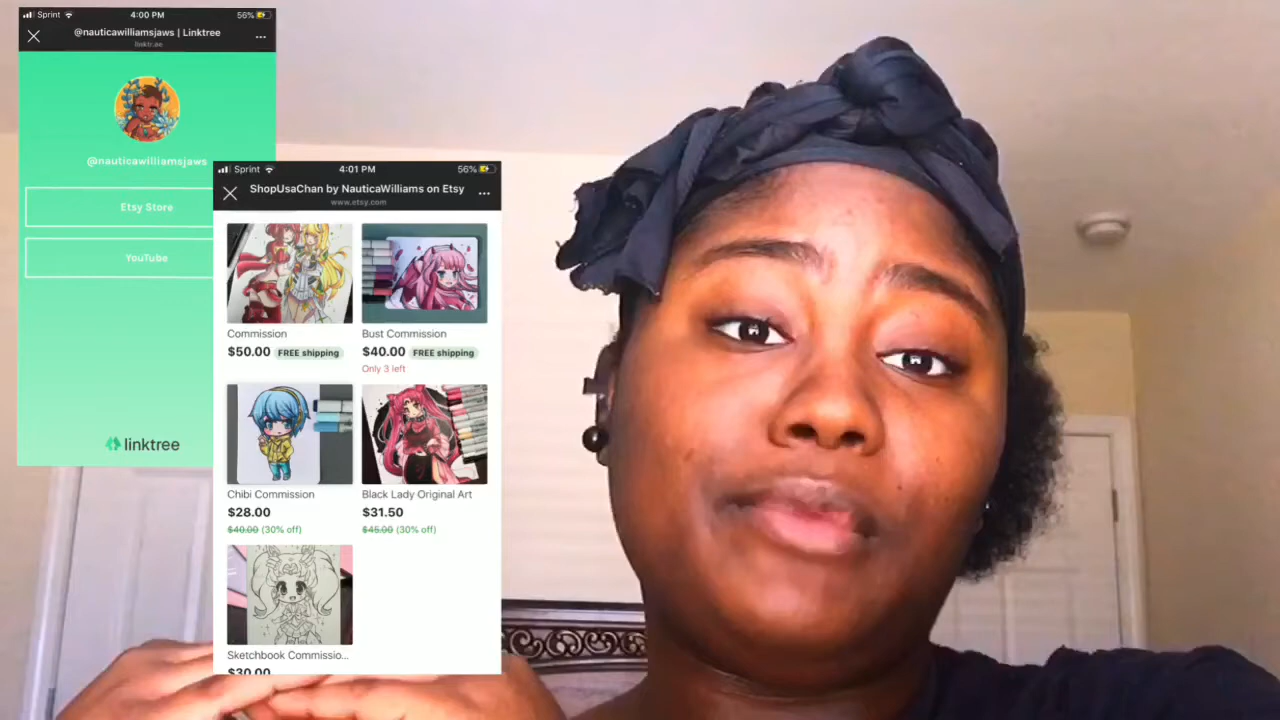 Sprint
4:00 PM
56%
@nauticawilliamsjaws | Linktree
linktr.ee
@nauticawilliamsjaws
Etsy Store
YouTube
linktree
Sprint
4:01 PM
56%
ShopUsaChan by NauticaWilliams on Etsy
www.etsy.com
Commission
$50.00 FREE shipping
Bust Commission
$40.00 FREE shipping
Only 3 left
Chibi Commission
$28.00
$40.00 (30% off)
Black Lady Original Art
$31.50
$45.00 (30% off)
Sketchbook Commissio...
$30.00